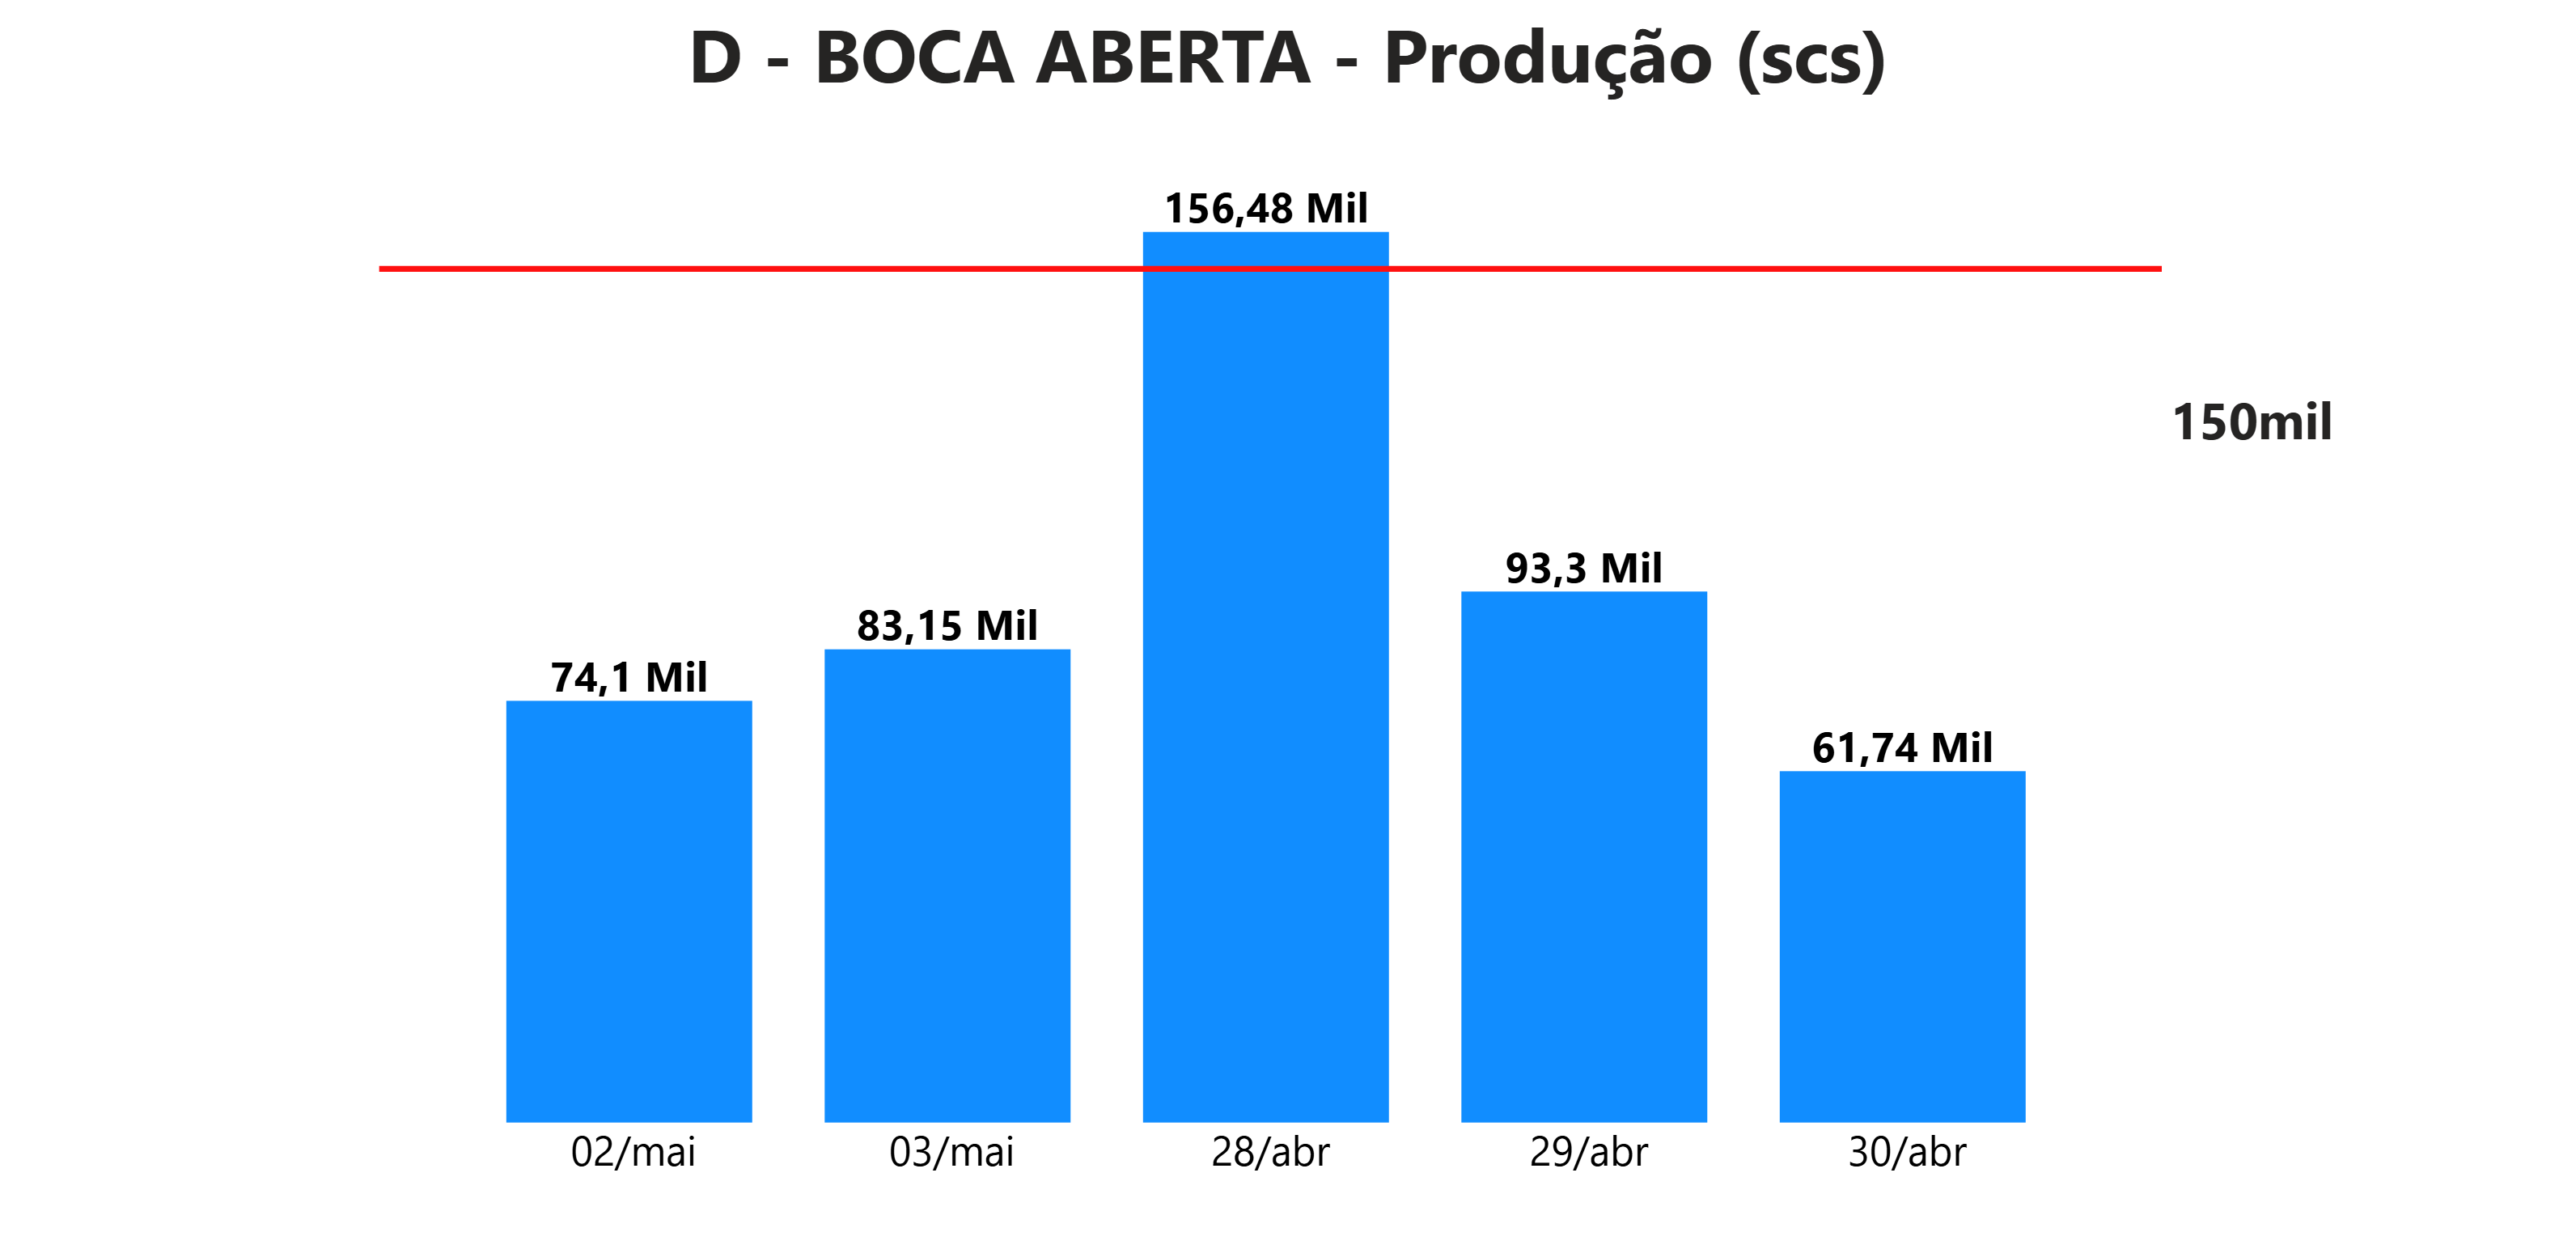 D - BOCA ABERTA - Produção (scs)
156,48 Mil
150mil
93,3 Mil
83,15 Mil
74,1 Mil
61,74 Mil
02/mai 03/mai 28/abr 29/abr 30/abr